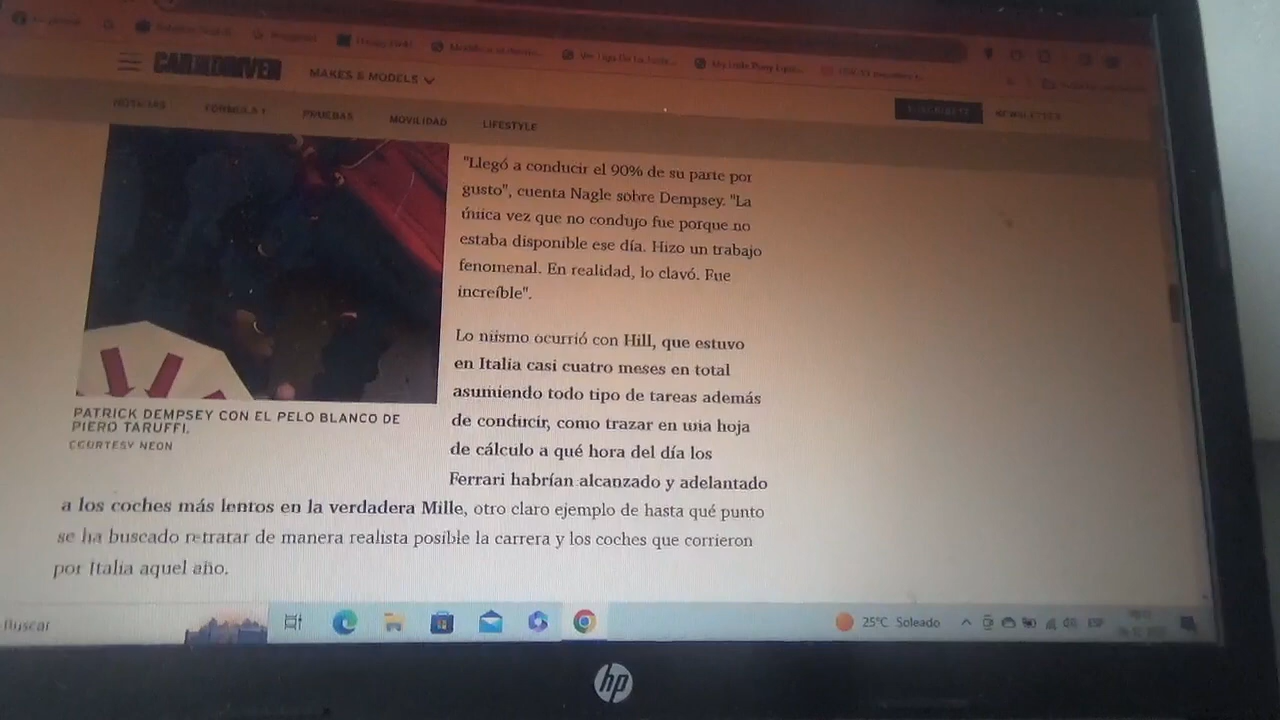 CAR AND DRIVER
MAKES & MODELS
NOTICIAS FÓRMULA 1 PRUEBAS MOVILIDAD LIFESTYLE SUSCRÍBETE NEWSLETTER
"Llegó a conducir el 90% de su parte por
gusto", cuenta Nagle sobre Dempsey. "La
única vez que no condujo fue porque no
estaba disponible ese día. Hizo un trabajo
fenomenal. En realidad, lo clavó. Fue
increíble".
PATRICK DEMPSEY CON EL PELO BLANCO DE
PIERO TARUFFI.
COURTESY NEON
Lo mismo ocurrió con Hill, que estuvo
en Italia casi cuatro meses en total
asumiendo todo tipo de tareas además
de conducir, como trazar en una hoja
de cálculo a qué hora del día los
Ferrari habrían alcanzado y adelantado
a los coches más lentos en la verdadera Mille, otro claro ejemplo de hasta qué punto
se ha buscado retratar de manera realista posible la carrera y los coches que corrieron
por Italia aquel año.
Buscar
25°C Soleado
ESP
hp